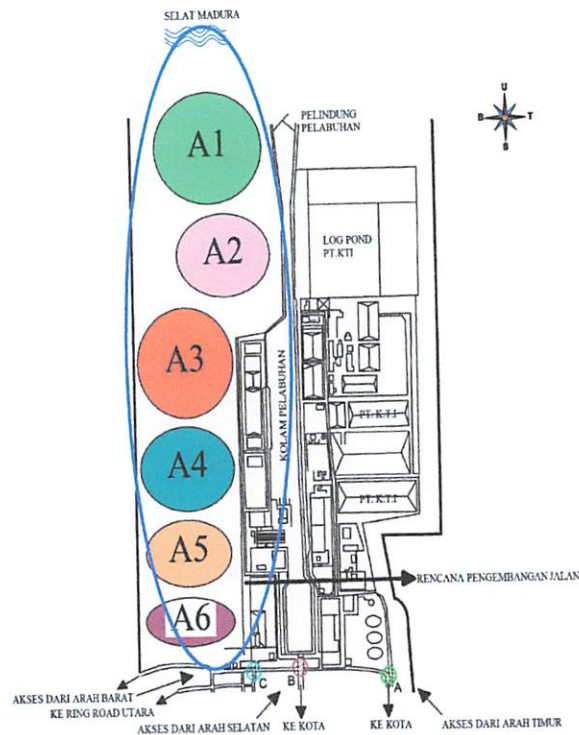 SELAT MADURA
U
B T
S
PELINDUNG
PELABUHAN
A1
LOG POND
PT.KTI
A2
KOLAM PELABUHAN
A3
PT. K.T.I
A4
PT. K.T.I
A5
RENCANA PENGEMBANGAN JALAN
A6
C
B
A
AKSES DARI ARAH BARAT
KE RING ROAD UTARA
AKSES DARI ARAH SELATAN
KE KOTA
KE KOTA
AKSES DARI ARAH TIMUR